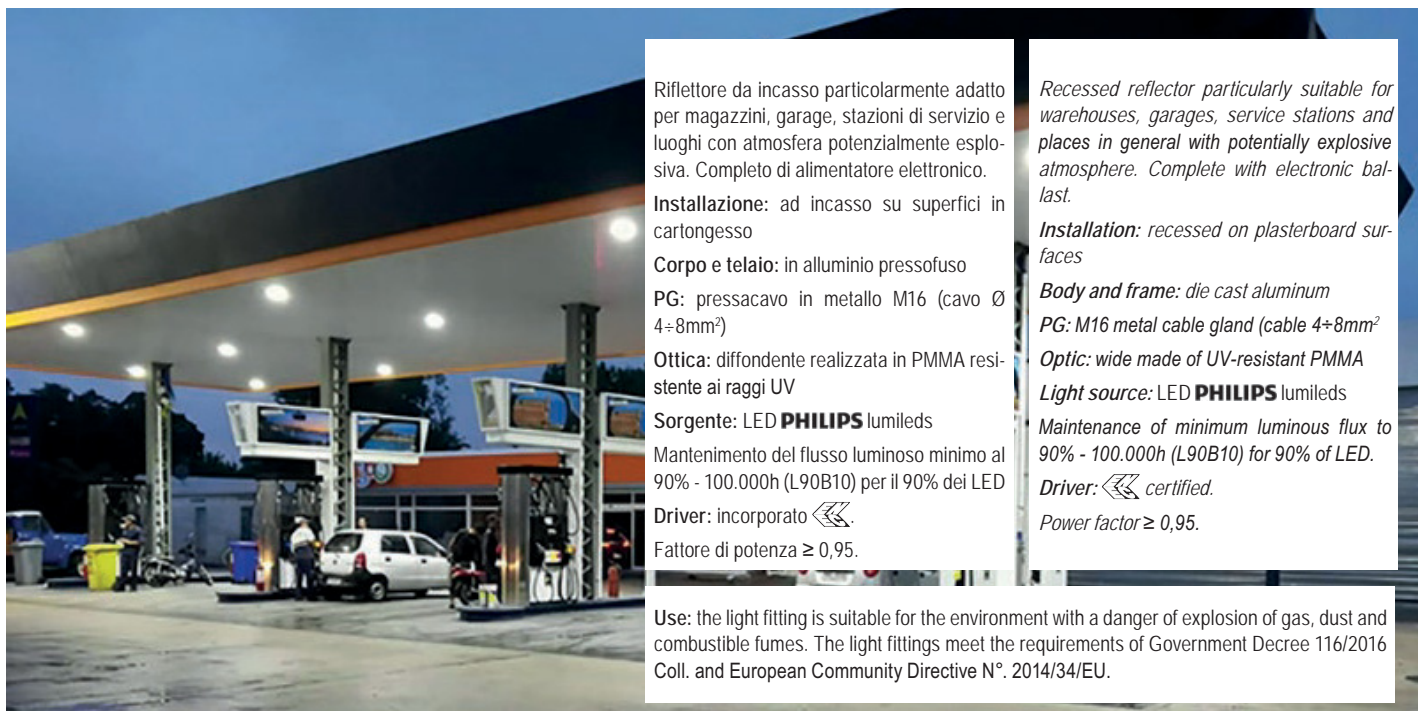 Riflettore da incasso particolarmente adatto
per magazzini, garage, stazioni di servizio e
luoghi con atmosfera potenzialmente esplo-
siva. Completo di alimentatore elettronico.
Installazione: ad incasso su superfici in
cartongesso
Corpo e telaio: in alluminio pressofuso
PG: pressacavo in metallo M16 (cavo Ø
4÷8mm²)
Ottica: diffondente realizzata in PMMA resi-
stente ai raggi UV
Sorgente: LED PHILIPS lumileds
Mantenimento del flusso luminoso minimo al
90% - 100.000h (L90B10) per il 90% dei LED
Driver: incorporato .
Fattore di potenza ≥ 0,95.
Recessed reflector particularly suitable for
warehouses, garages, service stations and
places in general with potentially explosive
atmosphere. Complete with electronic bal-
last.
Installation: recessed on plasterboard sur-
faces
Body and frame: die cast aluminum
PG: M16 metal cable gland (cable 4÷8mm²
Optic: wide made of UV-resistant PMMA
Light source: LED PHILIPS lumileds
Maintenance of minimum luminous flux to
90% - 100.000h (L90B10) for 90% of LED.
Driver: certified.
Power factor ≥ 0,95.
Use: the light fitting is suitable for the environment with a danger of explosion of gas, dust and
combustible fumes. The light fittings meet the requirements of Government Decree 116/2016
Coll. and European Community Directive N°. 2014/34/EU.